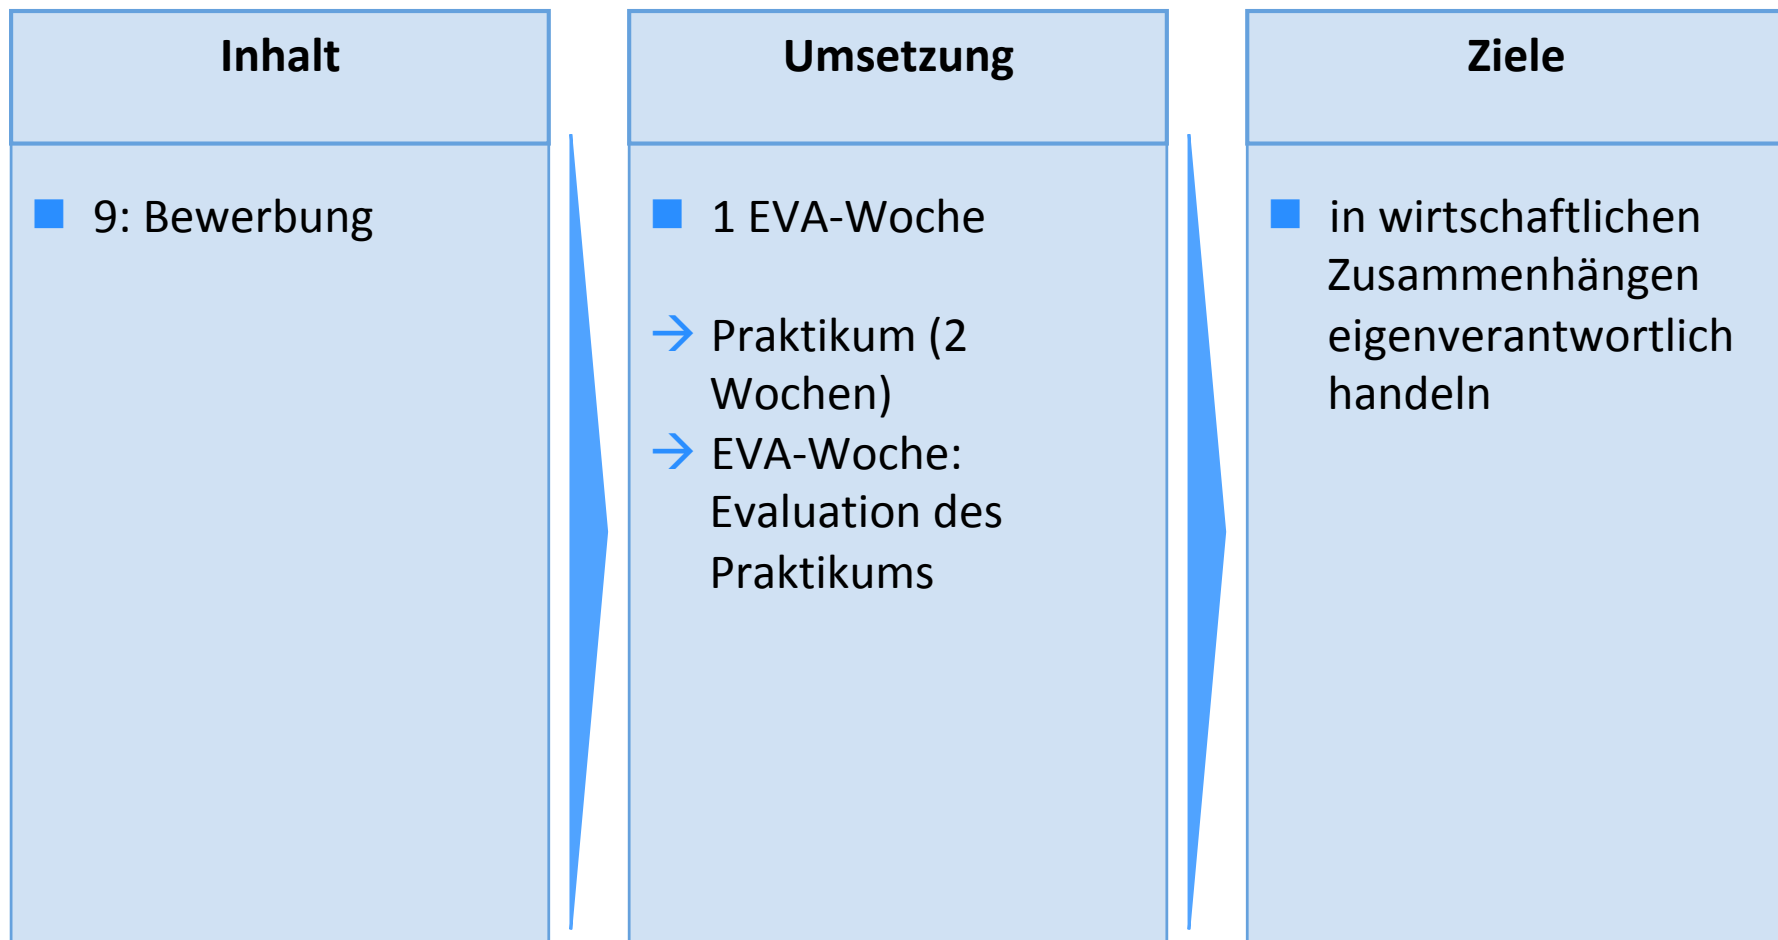 Inhalt
9: Bewerbung
Umsetzung
1 EVA-Woche
→ Praktikum (2
Wochen)
→ EVA-Woche:
Evaluation des
Praktikums
Ziele
in wirtschaftlichen
Zusammenhängen
eigenverantwortlich
handeln